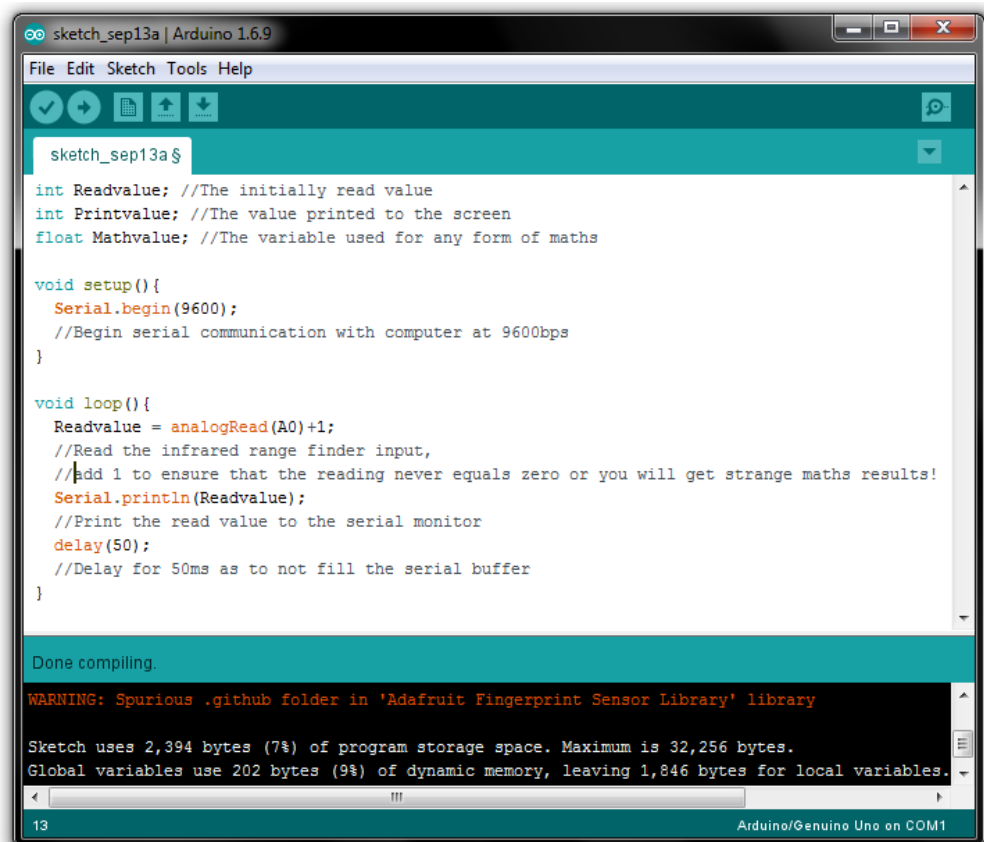 sketch_sep13a | Arduino 1.6.9
File Edit Sketch Tools Help
sketch_sep13a §
int Readvalue; //The initially read value
int Printvalue; //The value printed to the screen
float Mathvalue; //The variable used for any form of maths
void setup(){
Serial.begin(9600);
//Begin serial communication with computer at 9600bps
}
void loop(){
Readvalue = analogRead(A0)+1;
//Read the infrared range finder input,
//add 1 to ensure that the reading never equals zero or you will get strange maths results!
Serial.println(Readvalue);
//Print the read value to the serial monitor
delay(50);
//Delay for 50ms as to not fill the serial buffer
}
Done compiling.
WARNING: Spurious .github folder in 'Adafruit Fingerprint Sensor Library' library
Sketch uses 2,394 bytes (7%) of program storage space. Maximum is 32,256 bytes.
Global variables use 202 bytes (9%) of dynamic memory, leaving 1,846 bytes for local variables.
13 Arduino/Genuino Uno on COM1